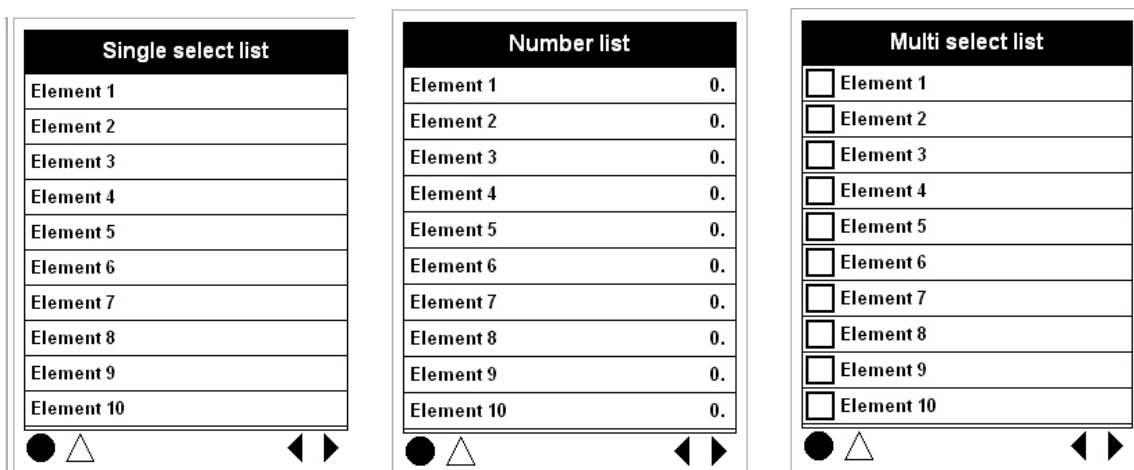 Single select list
Element 1
Element 2
Element 3
Element 4
Element 5
Element 6
Element 7
Element 8
Element 9
Element 10
Number list
Element 1 0.
Element 2 0.
Element 3 0.
Element 4 0.
Element 5 0.
Element 6 0.
Element 7 0.
Element 8 0.
Element 9 0.
Element 10 0.
Multi select list
Element 1
Element 2
Element 3
Element 4
Element 5
Element 6
Element 7
Element 8
Element 9
Element 10